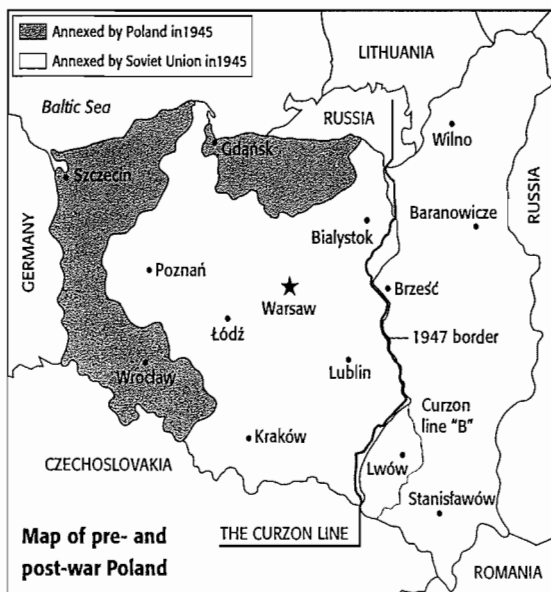 Annexed by Poland in1945
Annexed by Soviet Union in1945
LITHUANIA
Baltic Sea
RUSSIA
Wilno
Gdańsk
Szczecin
RUSSIA
Baranowicze
Bialystok
GERMANY
Poznań
Brześć
Warsaw
Łódź
1947 border
Wrocław
Lublin
Curzon
line "B"
Kraków
Lwów
CZECHOSLOVAKIA
Stanisławów
Map of pre- and
post-war Poland
THE CURZON LINE
ROMANIA